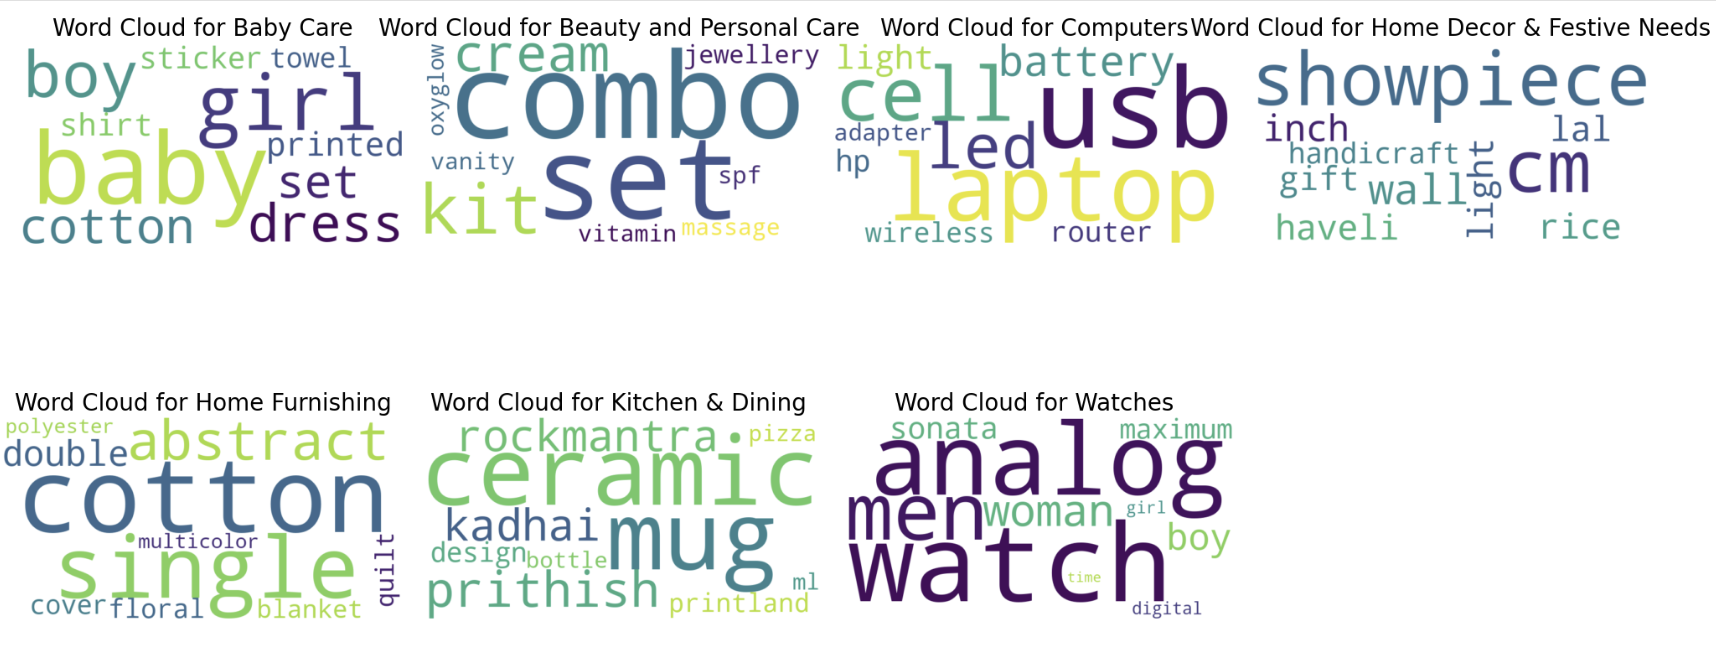 Word Cloud for Baby Care
boy
sticker
towel
girl
shirt
printed
baby
set
cotton
dress
Word Cloud for Beauty and Personal Care
oxyglow
cream
jewellery
combo
vanity
set
spf
kit
vitamin
massage
Word Cloud for Computers
light
battery
cell
usb
adapter
led
hp
laptop
wireless
router
Word Cloud for Home Decor & Festive Needs
showpiece
inch
lal
handicraft
light
cm
gift
wall
haveli
rice
Word Cloud for Home Furnishing
polyester
double
abstract
cotton
multicolor
single
quilt
cover
floral
blanket
Word Cloud for Kitchen & Dining
rockmantra
pizza
ceramic
kadhai
mug
design
bottle
prithish
ml
printland
Word Cloud for Watches
sonata
maximum
analog
men
woman
girl
boy
watch
time
digital